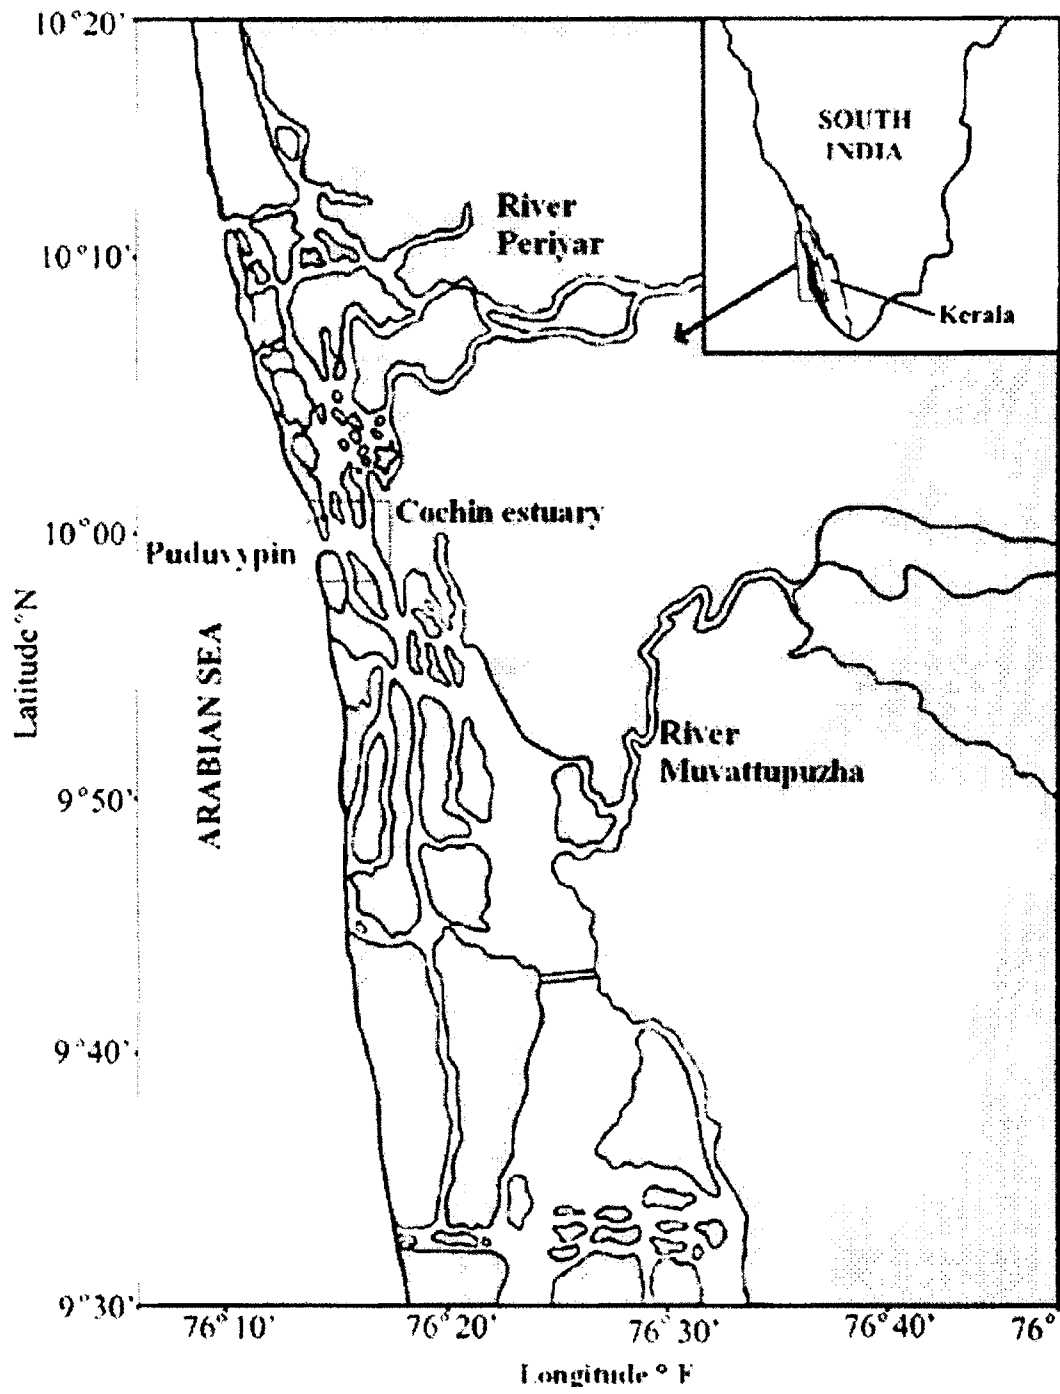 10°20'
SOUTH
INDIA
River
Periyar
10°10'
Kerala
Cochin estuary
10°00'
Puduvypin
Latitude °N
ARABIAN SEA
River
Muvattupuzha
9°50'
9°40'
9°30'
76°10'
76°20'
76°30'
76°40'
76°
Longitude ° E